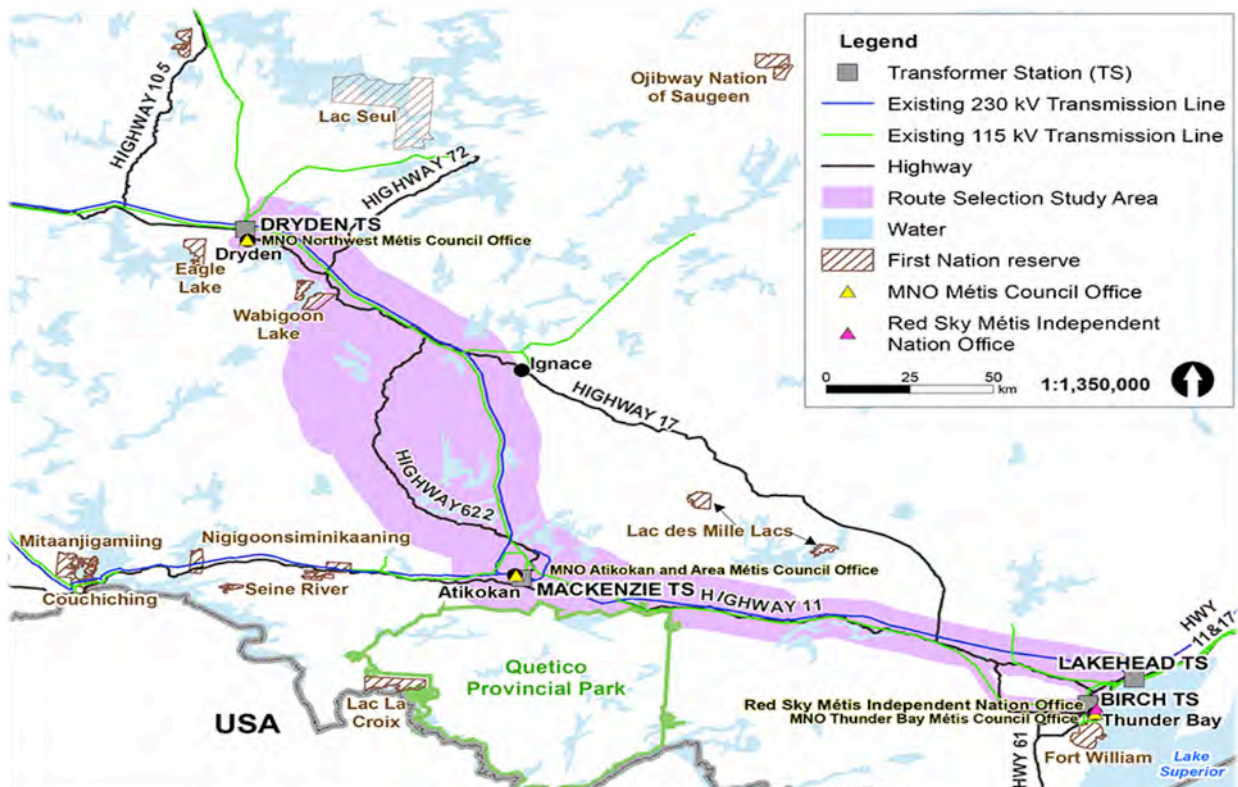 Legend
Transformer Station (TS)
Existing 230 kV Transmission Line
Existing 115 kV Transmission Line
Highway
Route Selection Study Area
Water
First Nation reserve
MNO Métis Council Office
Red Sky Métis Independent
Nation Office
0 25 50
km
1:1,350,000
HIGHWAY 105
Lac Seul
Ojibway Nation
of Saugeen
HIGHWAY 72
DRYDEN TS
MNO Northwest Métis Council Office
Dryden
Eagle
Lake
Wabigoon
Lake
Ignace
HIGHWAY 17
HIGHWAY 622
Lac des Mille Lacs
Mitaanjigamiing
Nigigoonsiminikaaning
MNO Atikokan and Area Métis Council Office
Couchiching
Seine River
Atikokan
MACKENZIE TS
HIGHWAY 11
HWY
11 & 17
LAKEHEAD TS
Quetico
Provincial Park
Lac La
Croix
USA
Red Sky Métis Independent Nation Office
BIRCH TS
MNO Thunder Bay Métis Council Office
Thunder Bay
HWY 61
Fort William
Lake
Superior